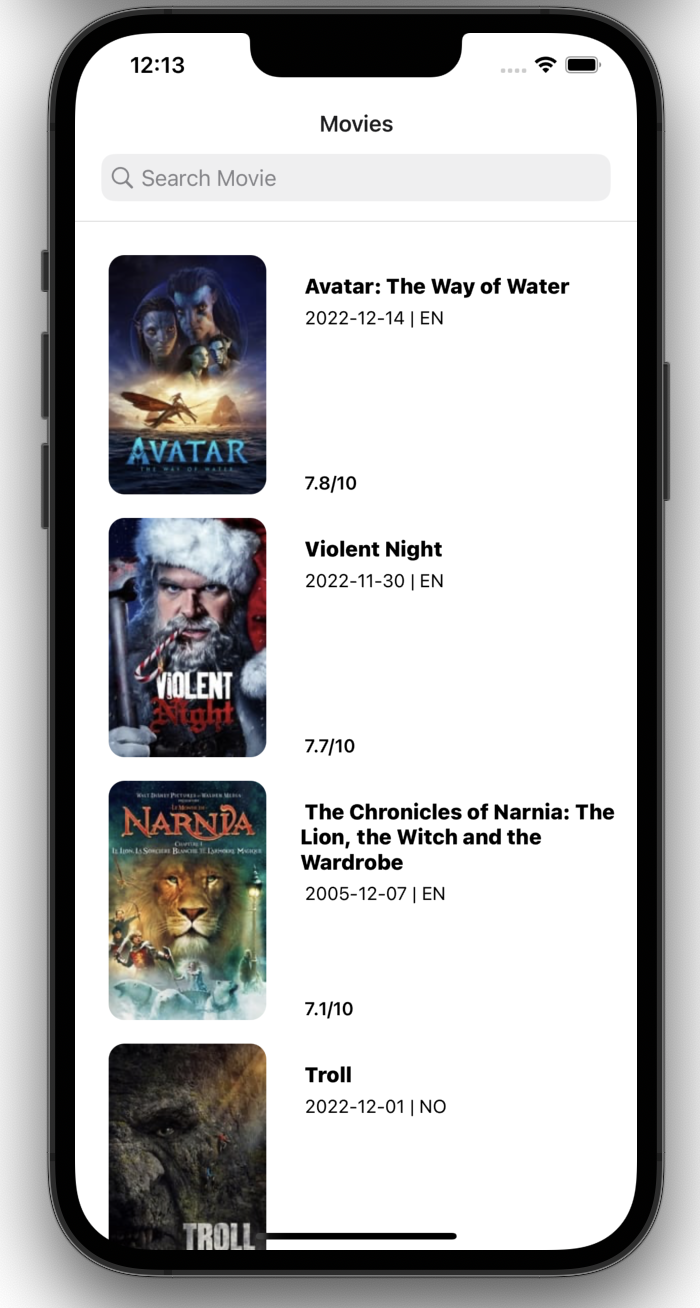 12:13
Movies
Search Movie
AVATAR
THE WAY OF WATER
Avatar: The Way of Water
2022-12-14 | EN
7.8/10
VIOLENT
Night
Violent Night
2022-11-30 | EN
7.7/10
WALT DISNEY PICTURES & WALDEN MEDIA
LE MONDE DE
NARNIA
CHAPITRE 1
LE LION, LA SORCIERE BLANCHE ET L'ARMOIRE MAGIQUE
The Chronicles of Narnia: The
Lion, the Witch and the
Wardrobe
2005-12-07 | EN
7.1/10
TROLL
Troll
2022-12-01 | NO